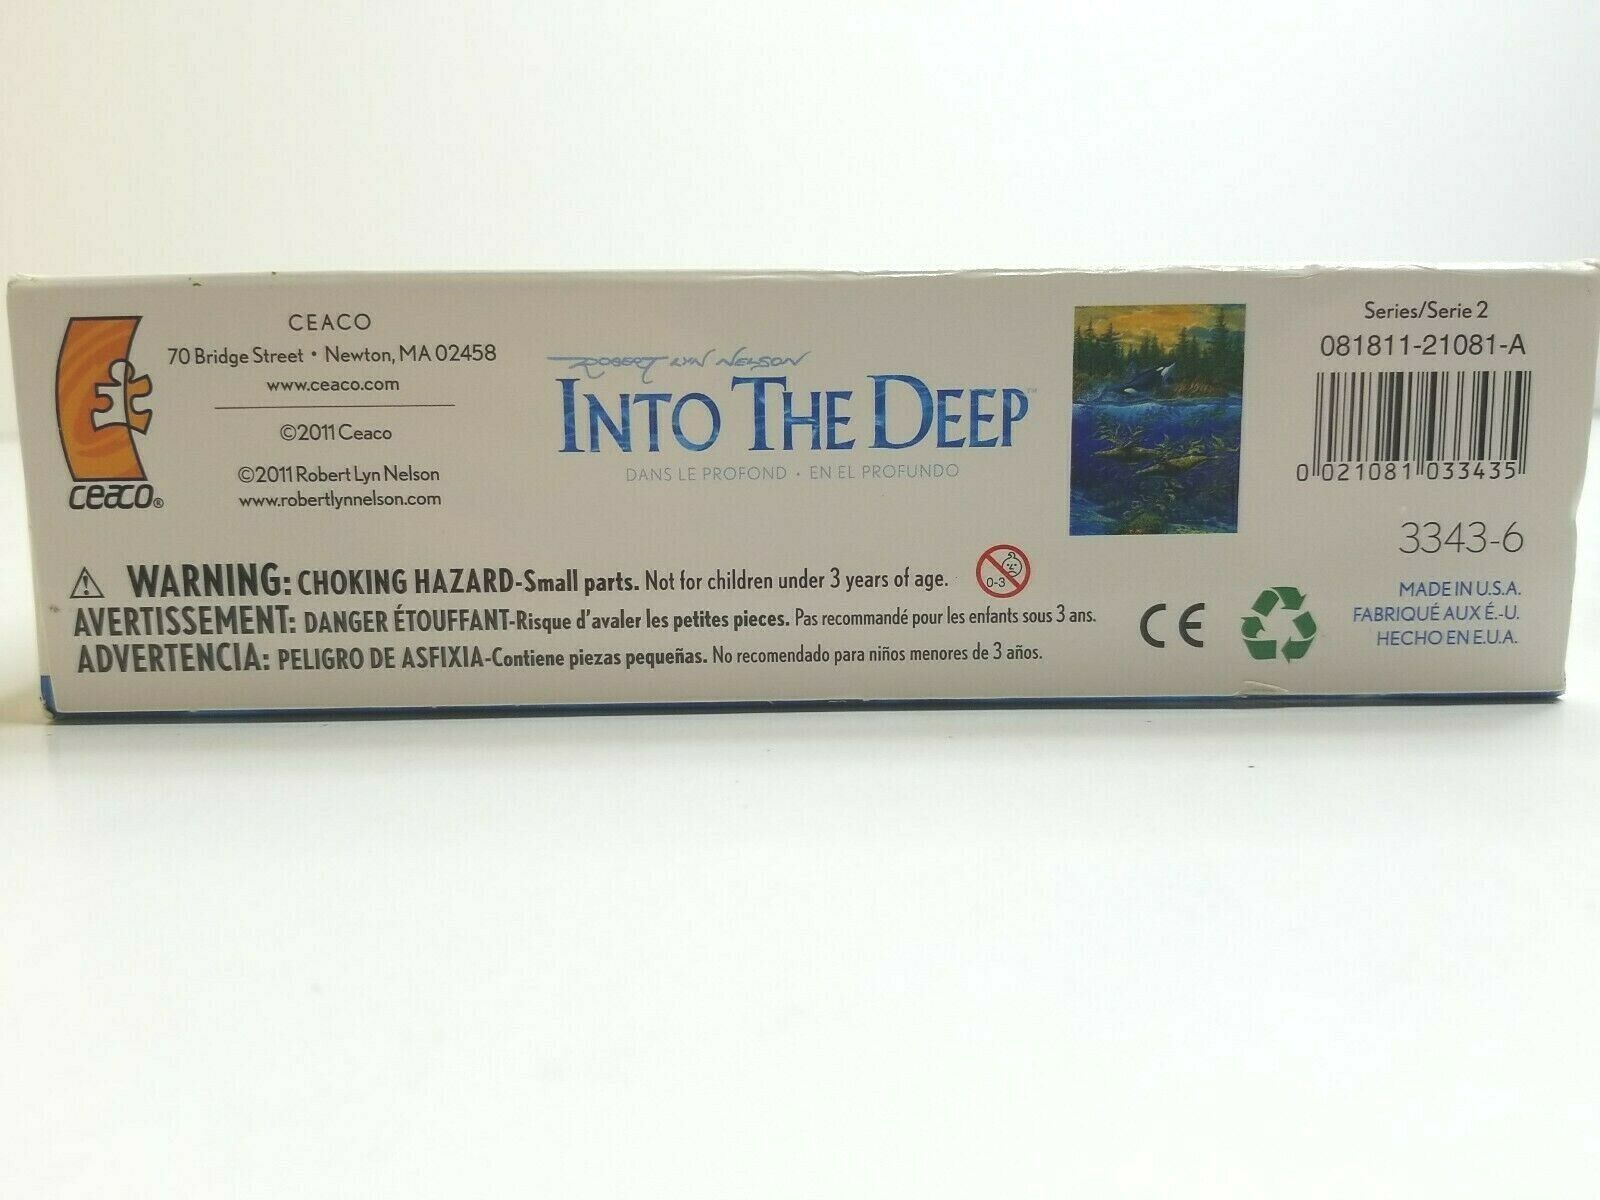 ceaco®
CEACO
70 Bridge Street • Newton, MA 02458
www.ceaco.com
©2011 Ceaco
©2011 Robert Lyn Nelson
www.robertlynnelson.com
ROBERT LYN NELSON
INTO THE DEEP™
DANS LE PROFOND • EN EL PROFUNDO
Series/Serie 2
081811-21081-A
0 21081 03343 5
3343-6
MADE IN U.S.A.
FABRIQUÉ AUX É.-U.
HECHO EN E.U.A.
WARNING: CHOKING HAZARD-Small parts. Not for children under 3 years of age.
0-3
AVERTISSEMENT: DANGER ÉTOUFFANT-Risque d'avaler les petites pieces. Pas recommandé pour les enfants sous 3 ans.
ADVERTENCIA: PELIGRO DE ASFIXIA-Contiene piezas pequeñas. No recomendado para niños menores de 3 años.
CE